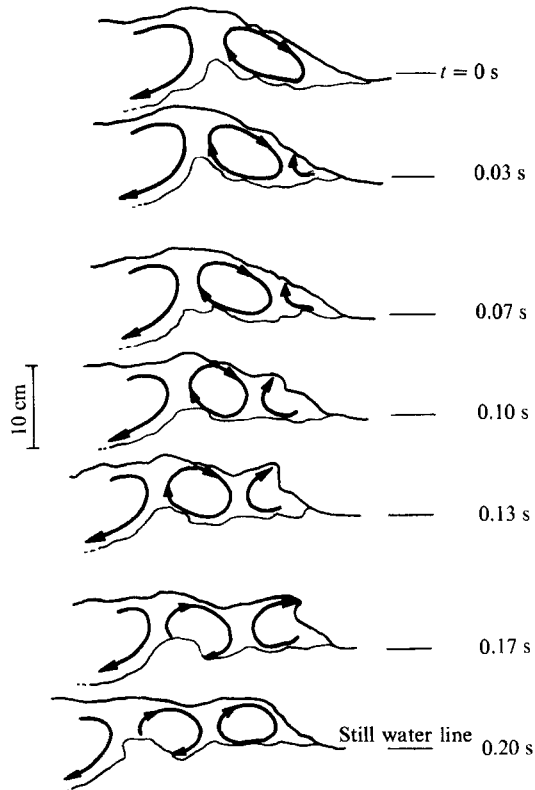 t = 0 s
0.03 s
0.07 s
0.10 s
10 cm
0.13 s
0.17 s
Still water line
0.20 s